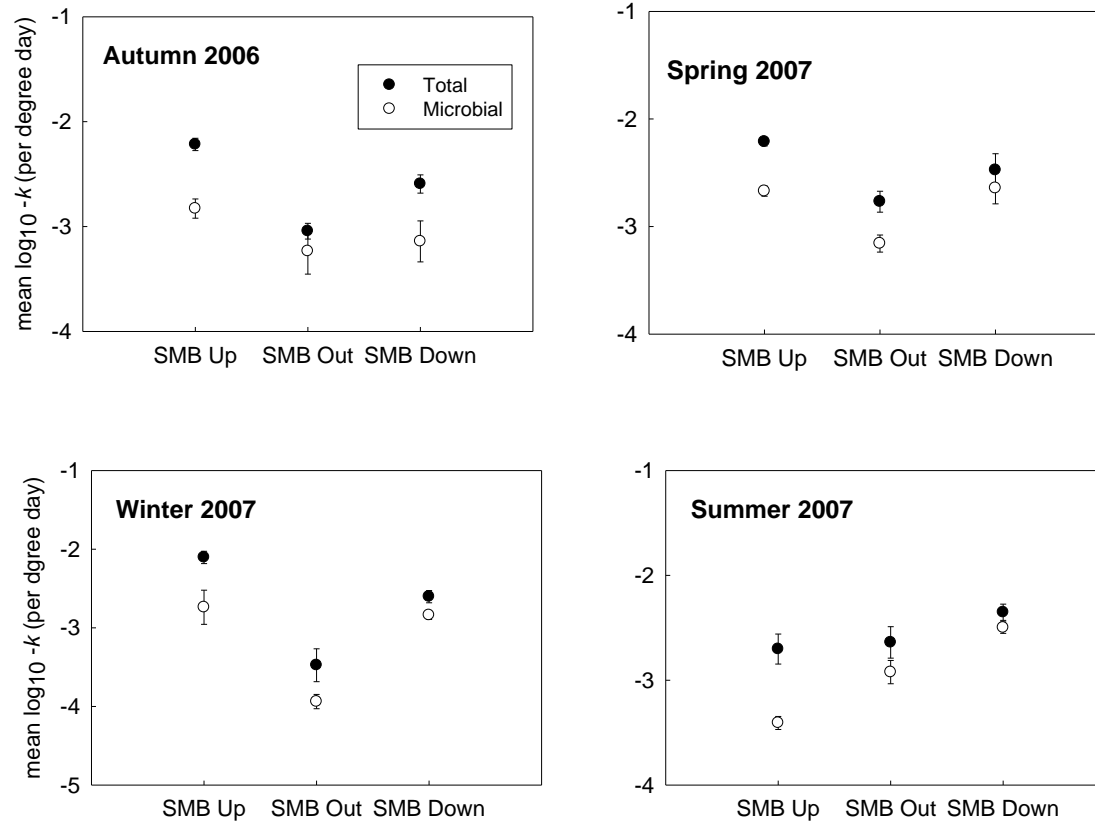 Autumn 2006
Total
Microbial
mean log10 -k (per degree day)
-1
-2
-3
-4
SMB Up SMB Out SMB Down
Spring 2007
-1
-2
-3
-4
SMB Up SMB Out SMB Down
Winter 2007
mean log10 -k (per dgree day)
-1
-2
-3
-4
-5
SMB Up SMB Out SMB Down
Summer 2007
-1
-2
-3
-4
SMB Up SMB Out SMB Down